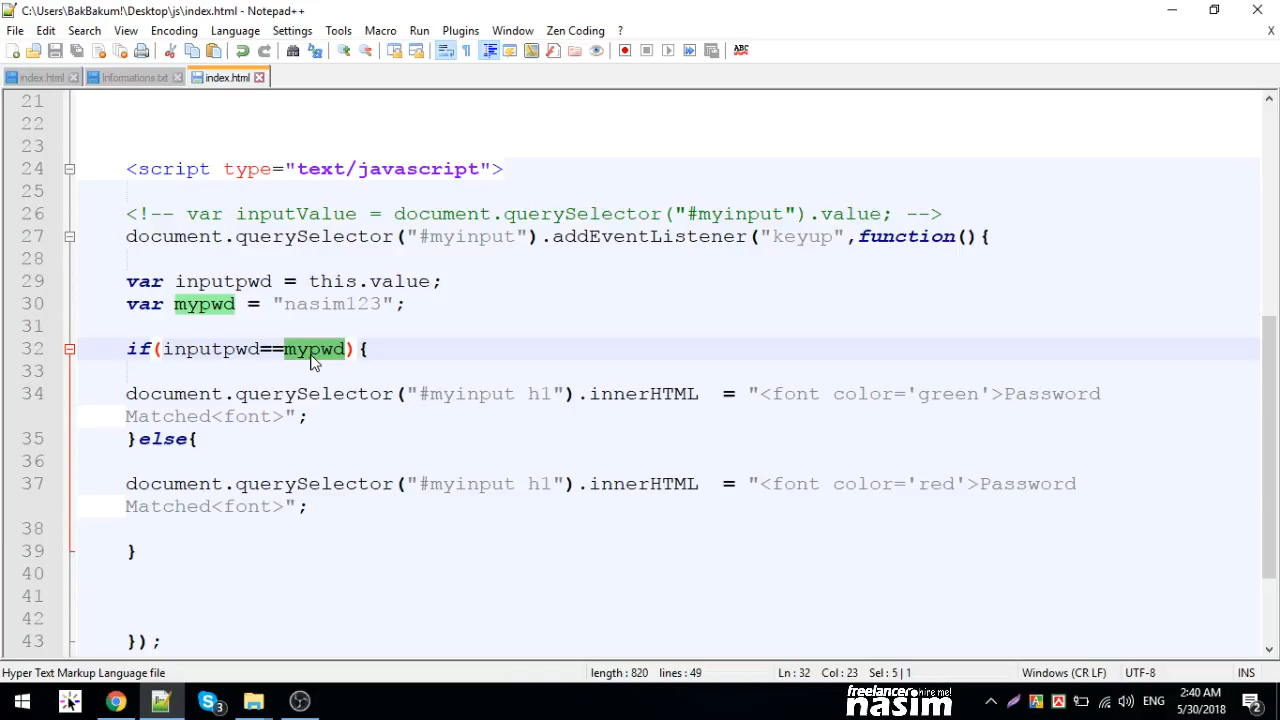 C:\Users\BakBakum!\Desktop\js\index.html - Notepad++
File Edit Search View Encoding Language Settings Tools Macro Run Plugins Window Zen Coding ? X
ABC
index.html Informations.txt index.html
21
22
23
24 <script type="text/javascript">
25
26 <!-- var inputValue = document.querySelector("#myinput").value; -->
27 document.querySelector("#myinput").addEventListener("keyup",function(){
28
29 var inputpwd = this.value;
30 var mypwd = "nasim123";
31
32 if(inputpwd==mypwd){
33
34 document.querySelector("#myinput h1").innerHTML = "<font color='green'>Password
Matched<font>";
35 }else{
36
37 document.querySelector("#myinput h1").innerHTML = "<font color='red'>Password
Matched<font>";
38
39 }
40
41
42
43 });
Hyper Text Markup Language file length : 820 lines : 49 Ln : 32 Col : 23 Sel : 5 | 1 Windows (CR LF) UTF-8 INS
3 freelancer hire me! nasim ENG 2:40 AM
5/30/2018 2